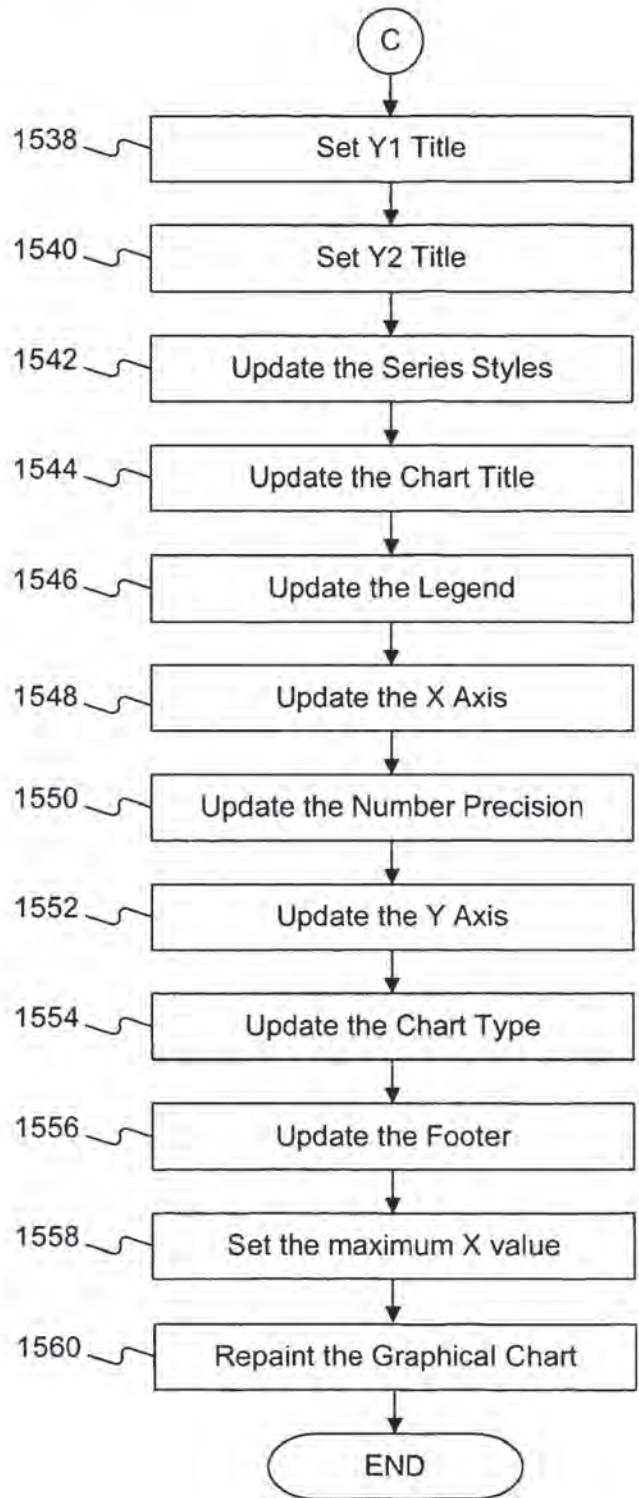 C
1538 Set Y1 Title
1540 Set Y2 Title
1542 Update the Series Styles
1544 Update the Chart Title
1546 Update the Legend
1548 Update the X Axis
1550 Update the Number Precision
1552 Update the Y Axis
1554 Update the Chart Type
1556 Update the Footer
1558 Set the maximum X value
1560 Repaint the Graphical Chart
END